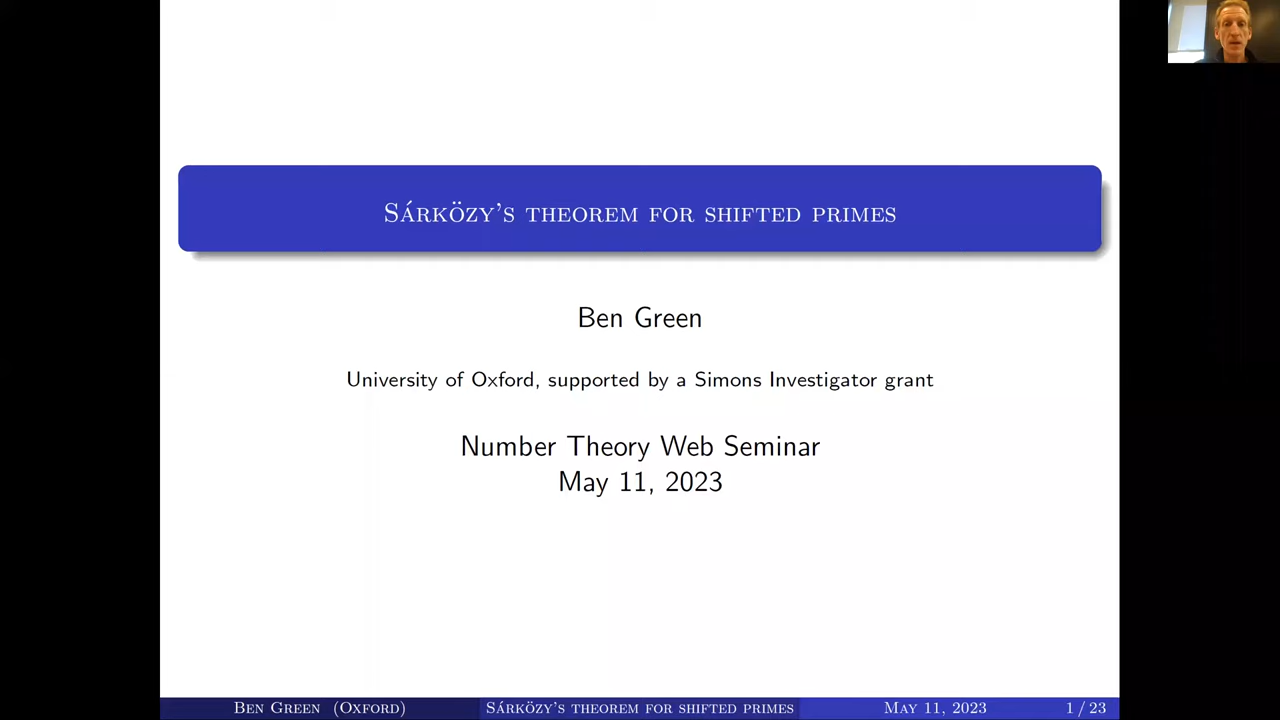 Sárközy's theorem for shifted primes
Ben Green
University of Oxford, supported by a Simons Investigator grant
Number Theory Web Seminar
May 11, 2023
Ben Green (Oxford) Sárközy's theorem for shifted primes May 11, 2023 1 / 23